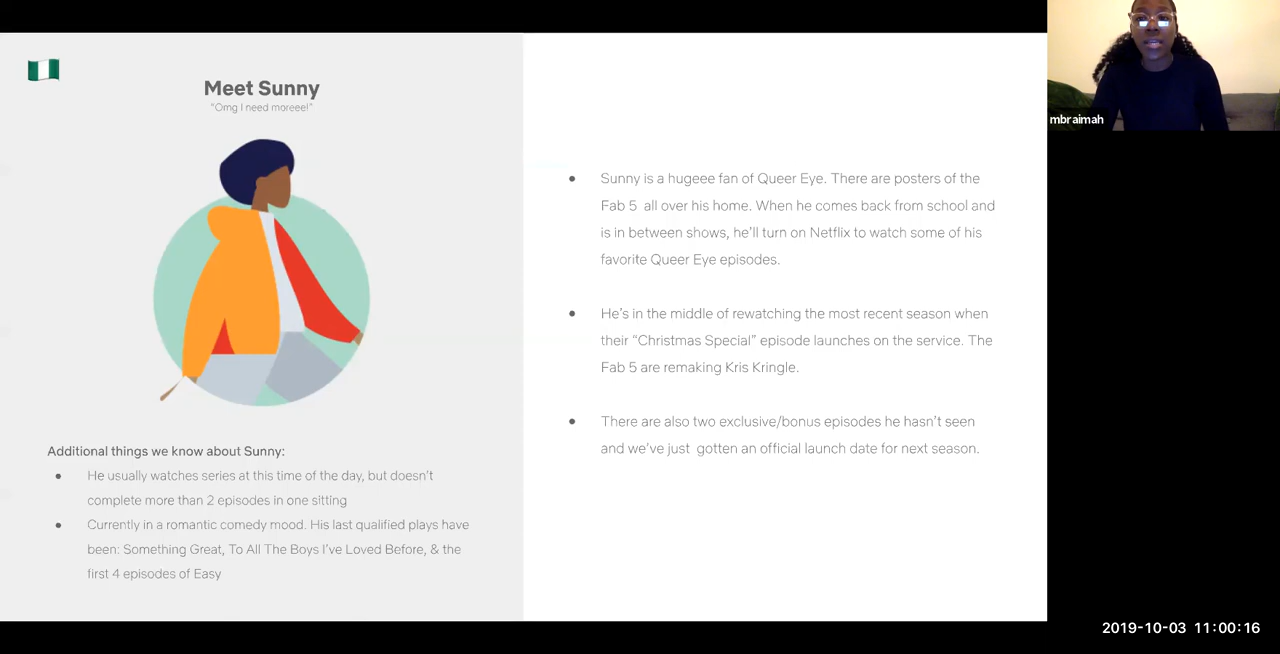 Meet Sunny
"Omg I need moreee!"
Additional things we know about Sunny:
● He usually watches series at this time of the day, but doesn't
complete more than 2 episodes in one sitting
● Currently in a romantic comedy mood. His last qualified plays have
been: Something Great, To All The Boys I've Loved Before, & the
first 4 episodes of Easy
● Sunny is a hugeee fan of Queer Eye. There are posters of the
Fab 5 all over his home. When he comes back from school and
is in between shows, he'll turn on Netflix to watch some of his
favorite Queer Eye episodes.
● He's in the middle of rewatching the most recent season when
their "Christmas Special" episode launches on the service. The
Fab 5 are remaking Kris Kringle.
● There are also two exclusive/bonus episodes he hasn't seen
and we've just gotten an official launch date for next season.
mbraimah
2019-10-03 11:00:16